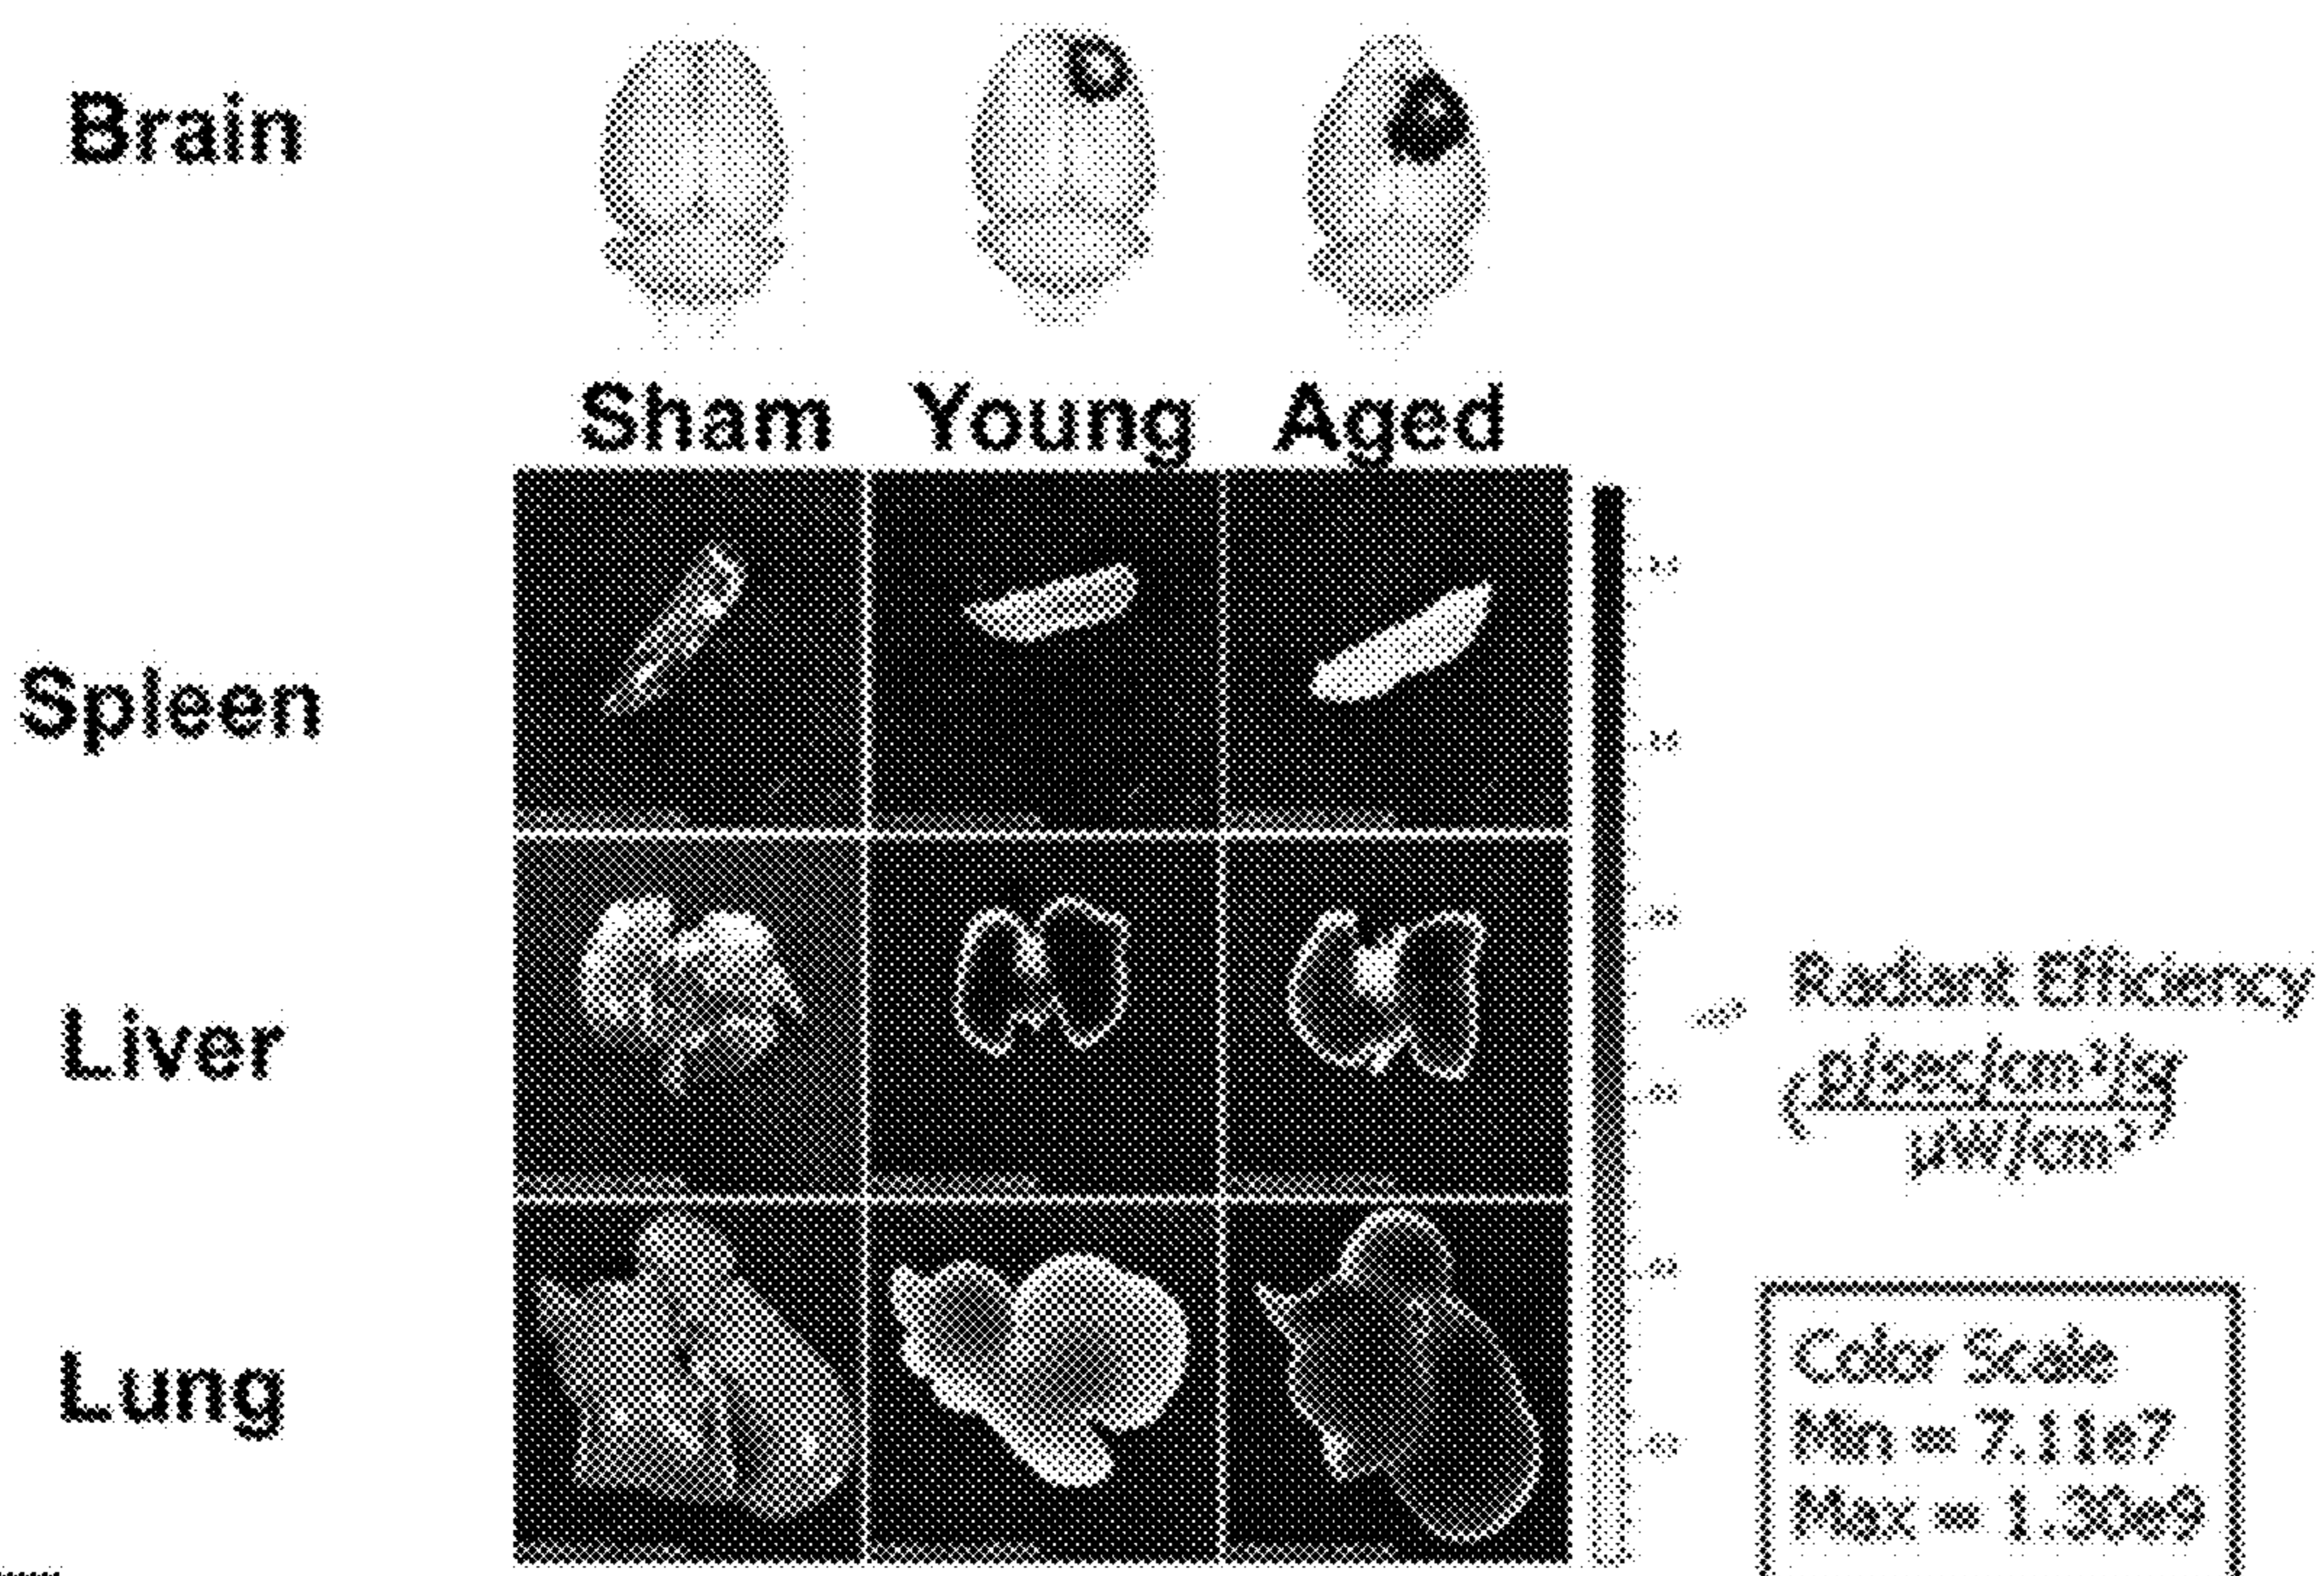 Brain
Sham Young Aged
Spleen
Liver
Lung
Radiant Efficiency
(p/sec/cm²/sr
µW/cm²)
Color Scale
Min = 7.11e7
Max = 1.30e9